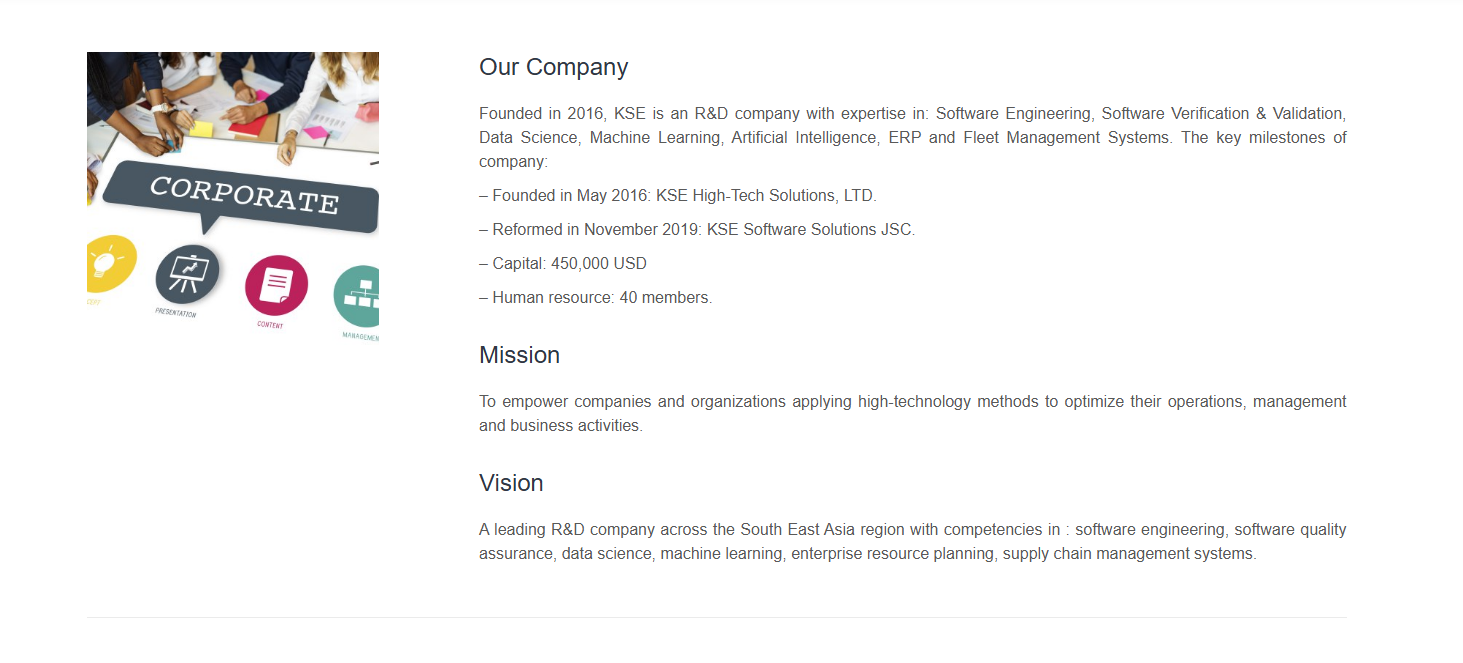 CORPORATE
CERT
PRESENTATION
CONTENT
MANAGEMEN
Our Company
Founded in 2016, KSE is an R&D company with expertise in: Software Engineering, Software Verification & Validation,
Data Science, Machine Learning, Artificial Intelligence, ERP and Fleet Management Systems. The key milestones of
company:
– Founded in May 2016: KSE High-Tech Solutions, LTD.
– Reformed in November 2019: KSE Software Solutions JSC.
– Capital: 450,000 USD
– Human resource: 40 members.
Mission
To empower companies and organizations applying high-technology methods to optimize their operations, management
and business activities.
Vision
A leading R&D company across the South East Asia region with competencies in : software engineering, software quality
assurance, data science, machine learning, enterprise resource planning, supply chain management systems.